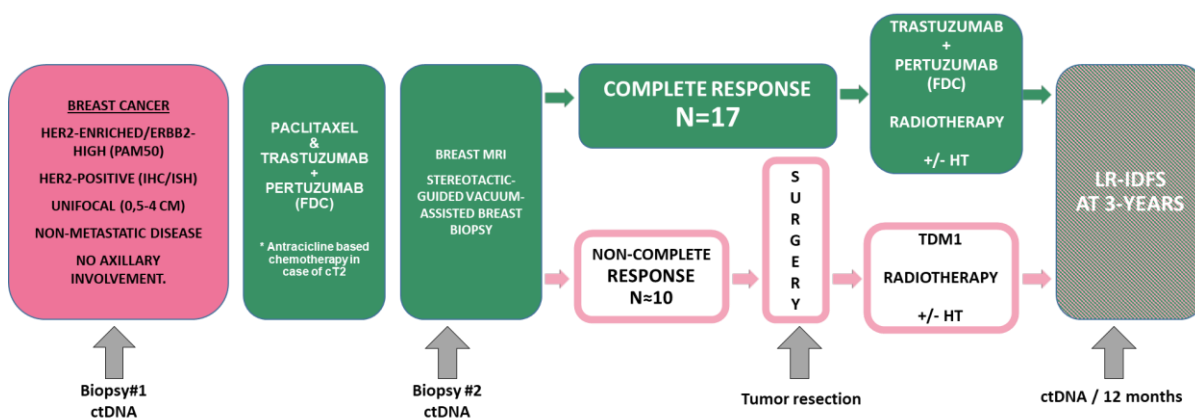 BREAST CANCER
HER2-ENRICHED/ERBB2-
HIGH (PAM50)
HER2-POSITIVE (IHC/ISH)
UNIFOCAL (0,5-4 CM)
NON-METASTATIC DISEASE
NO AXILLARY
INVOLVEMENT.
Biopsy#1
ctDNA
PACLITAXEL
&
TRASTUZUMAB
+
PERTUZUMAB
(FDC)
* Antracicline based
chemotherapy in
case of cT2
BREAST MRI
STEREOTACTIC-
GUIDED VACUUM-
ASSISTED BREAST
BIOPSY
Biopsy #2
ctDNA
COMPLETE RESPONSE
N=17
TRASTUZUMAB
+
PERTUZUMAB
(FDC)
RADIOTHERAPY
+/- HT
NON-COMPLETE
RESPONSE
N≈10
S
U
R
G
E
R
Y
Tumor resection
TDM1
RADIOTHERAPY
+/- HT
LR-IDFS
AT 3-YEARS
ctDNA / 12 months